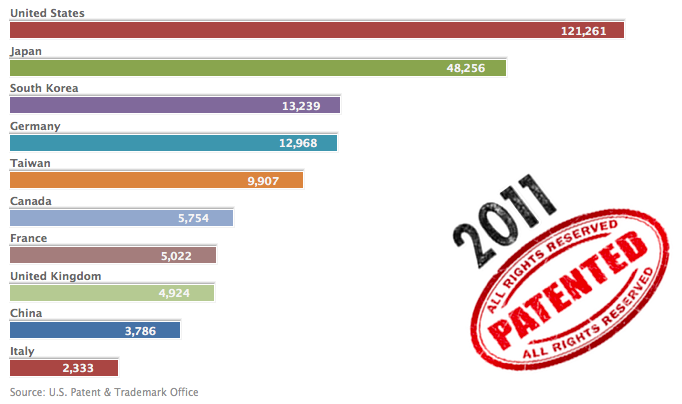 United States
121,261
Japan
48,256
South Korea
13,239
Germany
12,968
Taiwan
9,907
Canada
5,754
France
5,022
United Kingdom
4,924
China
3,786
Italy
2,333
2011
ALL RIGHTS RESERVED
PATENTED
ALL RIGHTS RESERVED
Source: U.S. Patent & Trademark Office